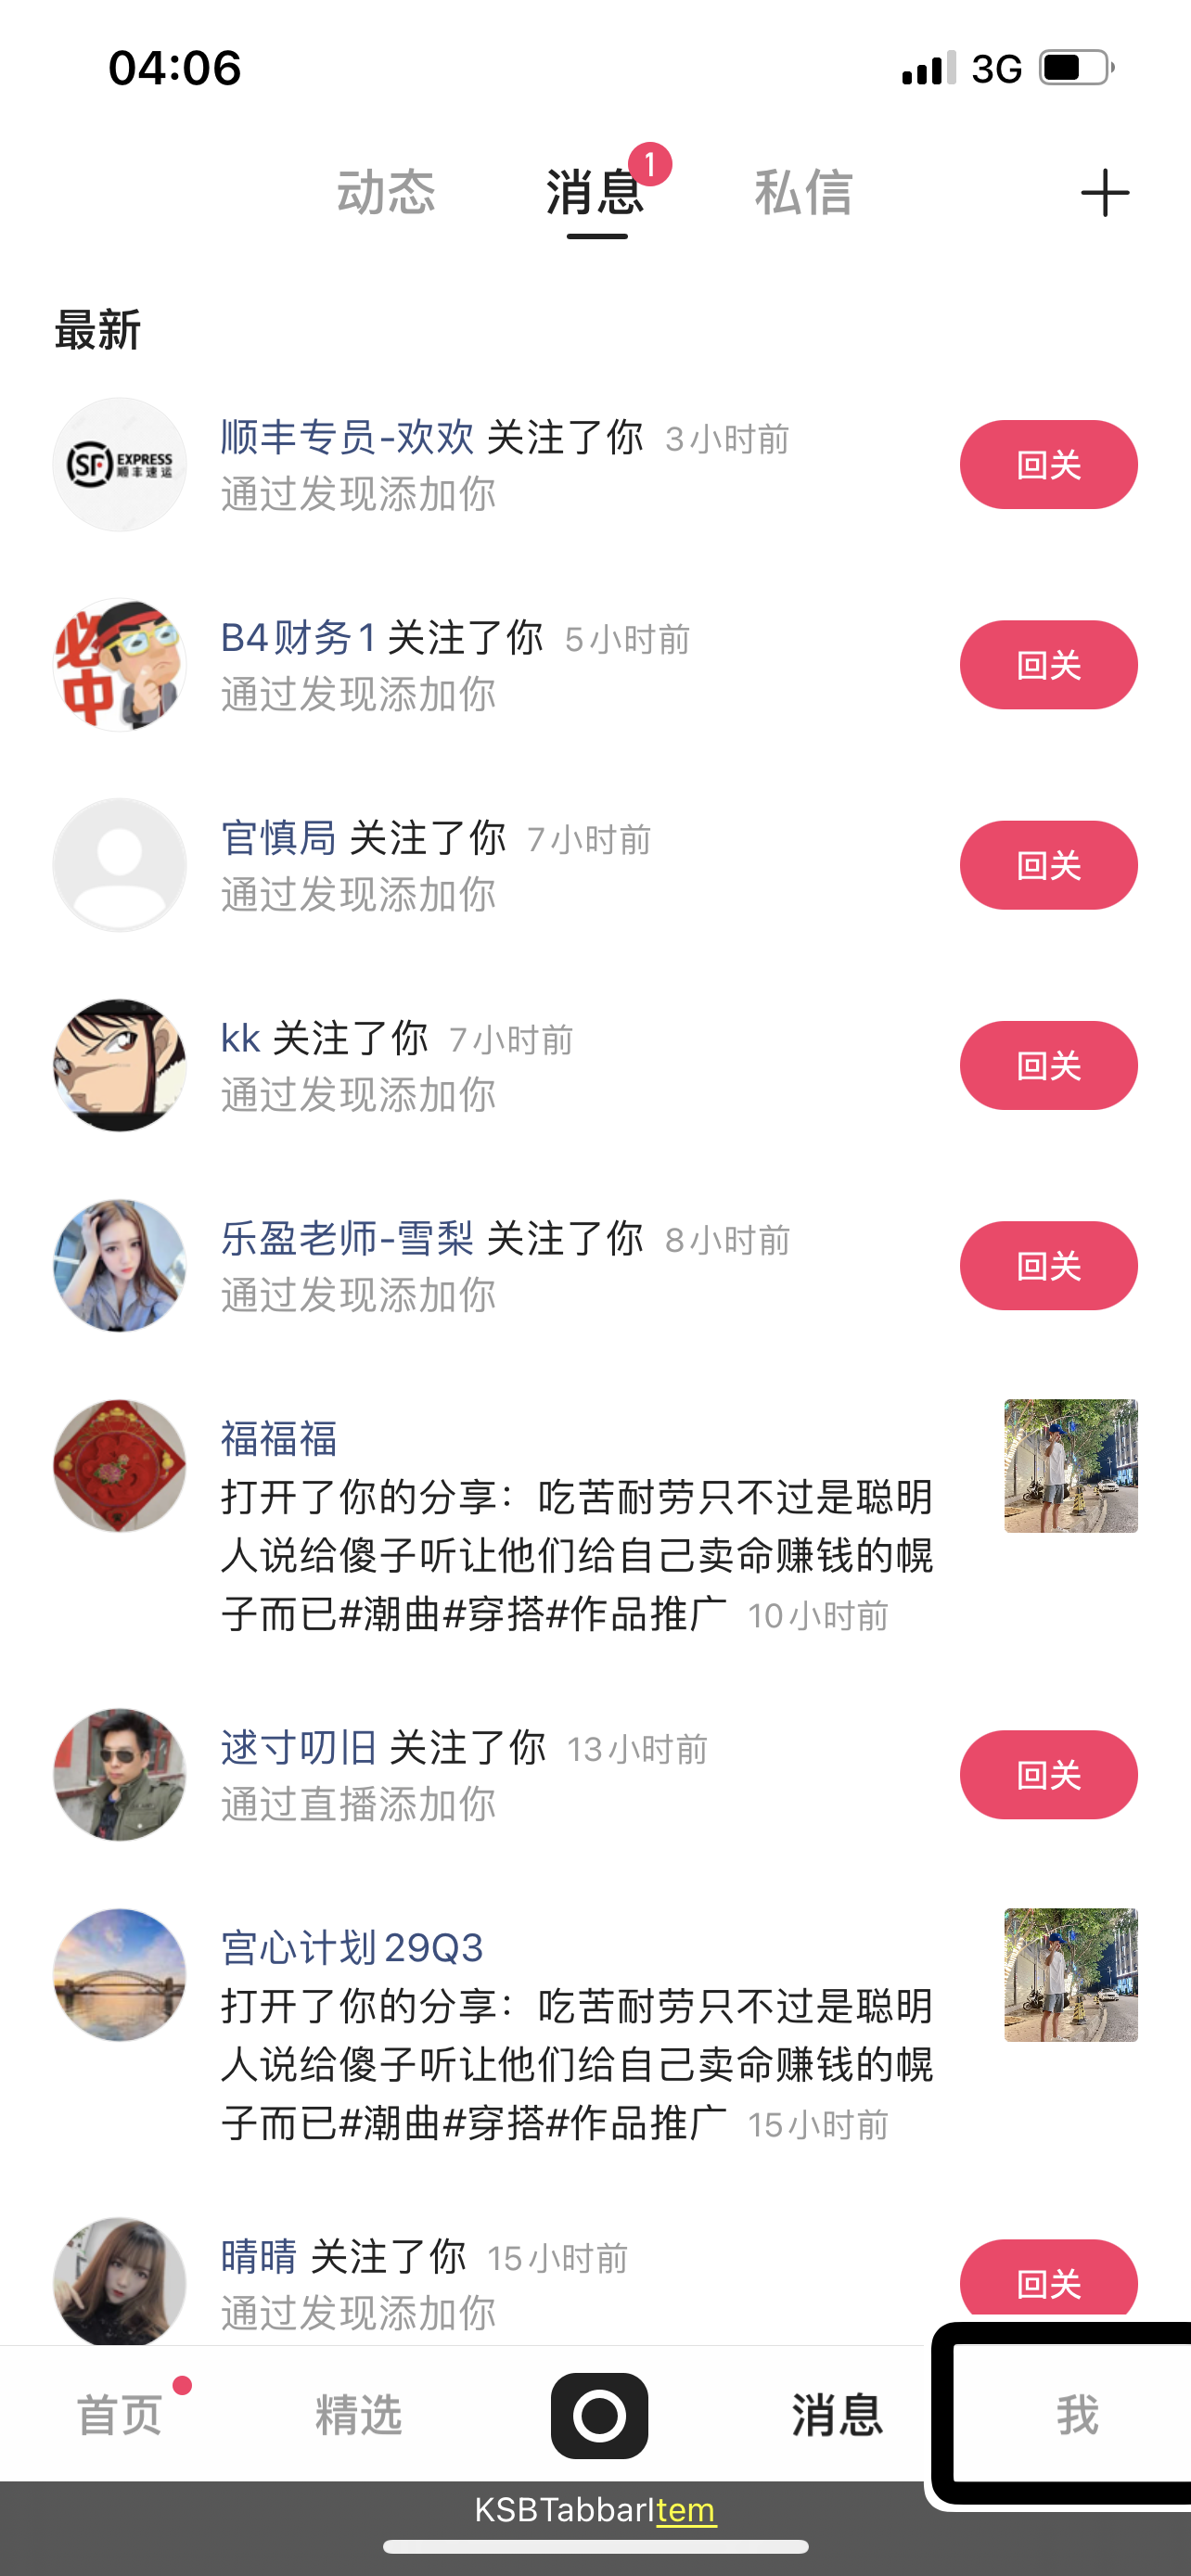 04:06
3G
动态
消息
1
私信
最新
SF EXPRESS
顺丰速运
顺丰专员-欢欢 关注了你 3小时前
通过发现添加你
回关
必中
B4财务1 关注了你 5小时前
通过发现添加你
回关
官慎局 关注了你 7小时前
通过发现添加你
回关
kk 关注了你 7小时前
通过发现添加你
回关
乐盈老师-雪梨 关注了你 8小时前
通过发现添加你
回关
福福福
打开了你的分享：吃苦耐劳只不过是聪明
人说给傻子听让他们给自己卖命赚钱的幌
子而已#潮曲#穿搭#作品推广 10小时前
逑寸叨旧 关注了你 13小时前
通过直播添加你
回关
宫心计划29Q3
打开了你的分享：吃苦耐劳只不过是聪明
人说给傻子听让他们给自己卖命赚钱的幌
子而已#潮曲#穿搭#作品推广 15小时前
晴晴 关注了你 15小时前
通过发现添加你
回关
首页
精选
消息
我
KSBTabbarItem